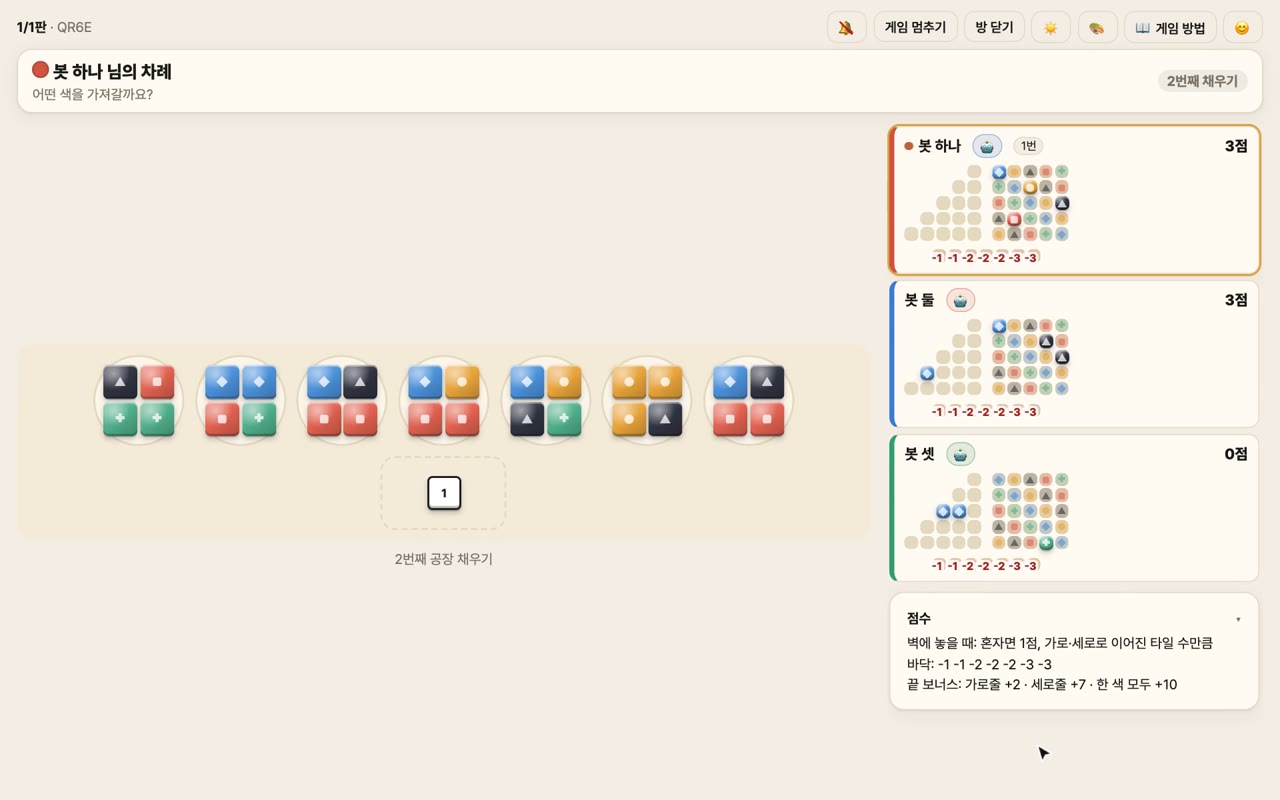 1/1판 · QR6E
게임 멈추기
방 닫기
게임 방법
봇 하나 님의 차례
어떤 색을 가져갈까요?
2번째 채우기
1
2번째 공장 채우기
봇 하나
1번
3점
-1 -1 -2 -2 -2 -3 -3
봇 둘
3점
-1 -1 -2 -2 -2 -3 -3
봇 셋
0점
-1 -1 -2 -2 -2 -3 -3
점수
벽에 놓을 때: 혼자면 1점, 가로·세로로 이어진 타일 수만큼
바닥: -1 -1 -2 -2 -2 -3 -3
끝 보너스: 가로줄 +2 · 세로줄 +7 · 한 색 모두 +10